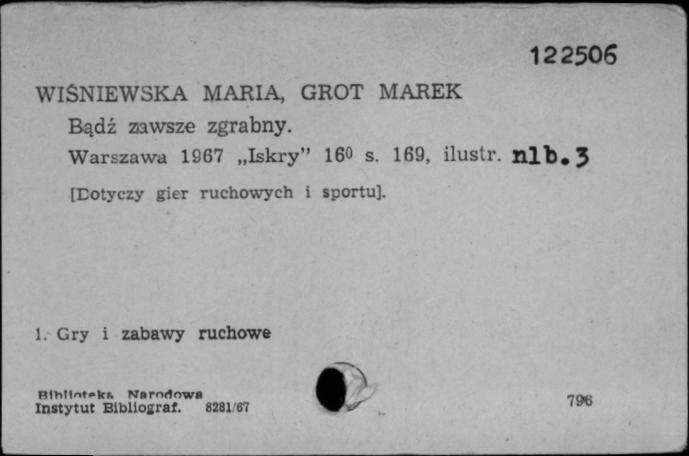 122506
WIŚNIEWSKA MARIA, GROT MAREK
Bądź zawsze zgrabny.
Warszawa 1967 „Iskry” 16⁰ s. 169, ilustr. nlb. 3
[Dotyczy gier ruchowych i sportu].
1. Gry i zabawy ruchowe
Biblioteka Narodowa
Instytut Bibliograf. 8281/67
796